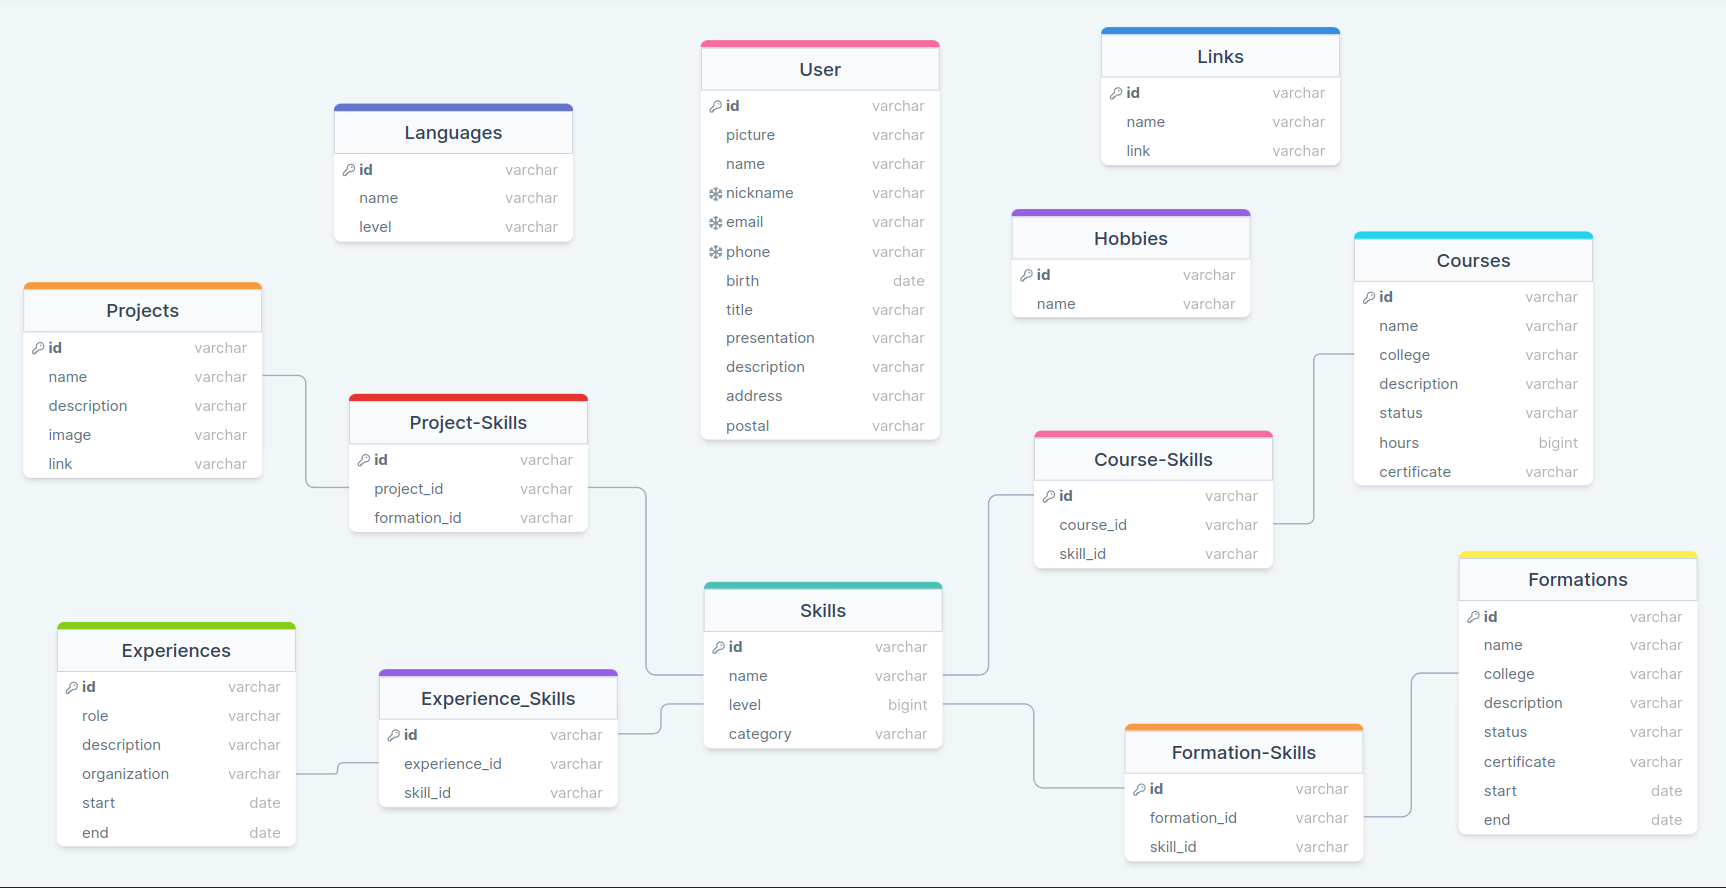 Languages
id varchar
name varchar
level varchar
User
id varchar
picture varchar
name varchar
nickname varchar
email varchar
phone varchar
birth date
title varchar
presentation varchar
description varchar
address varchar
postal varchar
Links
id varchar
name varchar
link varchar
Hobbies
id varchar
name varchar
Courses
id varchar
name varchar
college varchar
description varchar
status varchar
hours bigint
certificate varchar
Projects
id varchar
name varchar
description varchar
image varchar
link varchar
Project-Skills
id varchar
project_id varchar
formation_id varchar
Course-Skills
id varchar
course_id varchar
skill_id varchar
Experiences
id varchar
role varchar
description varchar
organization varchar
start date
end date
Experience_Skills
id varchar
experience_id varchar
skill_id varchar
Skills
id varchar
name varchar
level bigint
category varchar
Formation-Skills
id varchar
formation_id varchar
skill_id varchar
Formations
id varchar
name varchar
college varchar
description varchar
status varchar
certificate varchar
start date
end date